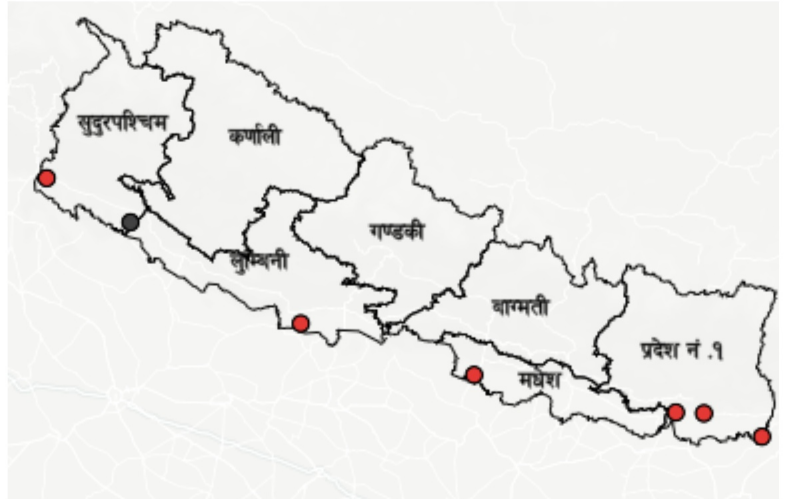 सुदुरपश्चिम
कर्णाली
गण्डकी
लुम्बिनी
बाग्मती
प्रदेश नं .१
मधेश